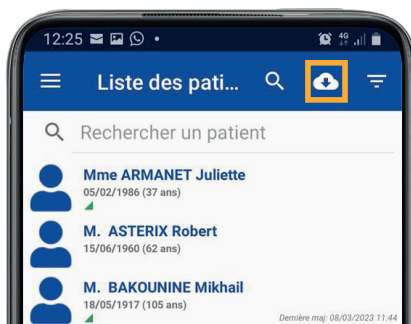 12:25
4G
Liste des pati...
Rechercher un patient
Mme ARMANET Juliette
05/02/1986 (37 ans)
M. ASTERIX Robert
15/06/1960 (62 ans)
M. BAKOUNINE Mikhail
18/05/1917 (105 ans)
Dernière maj: 08/03/2023 11:44